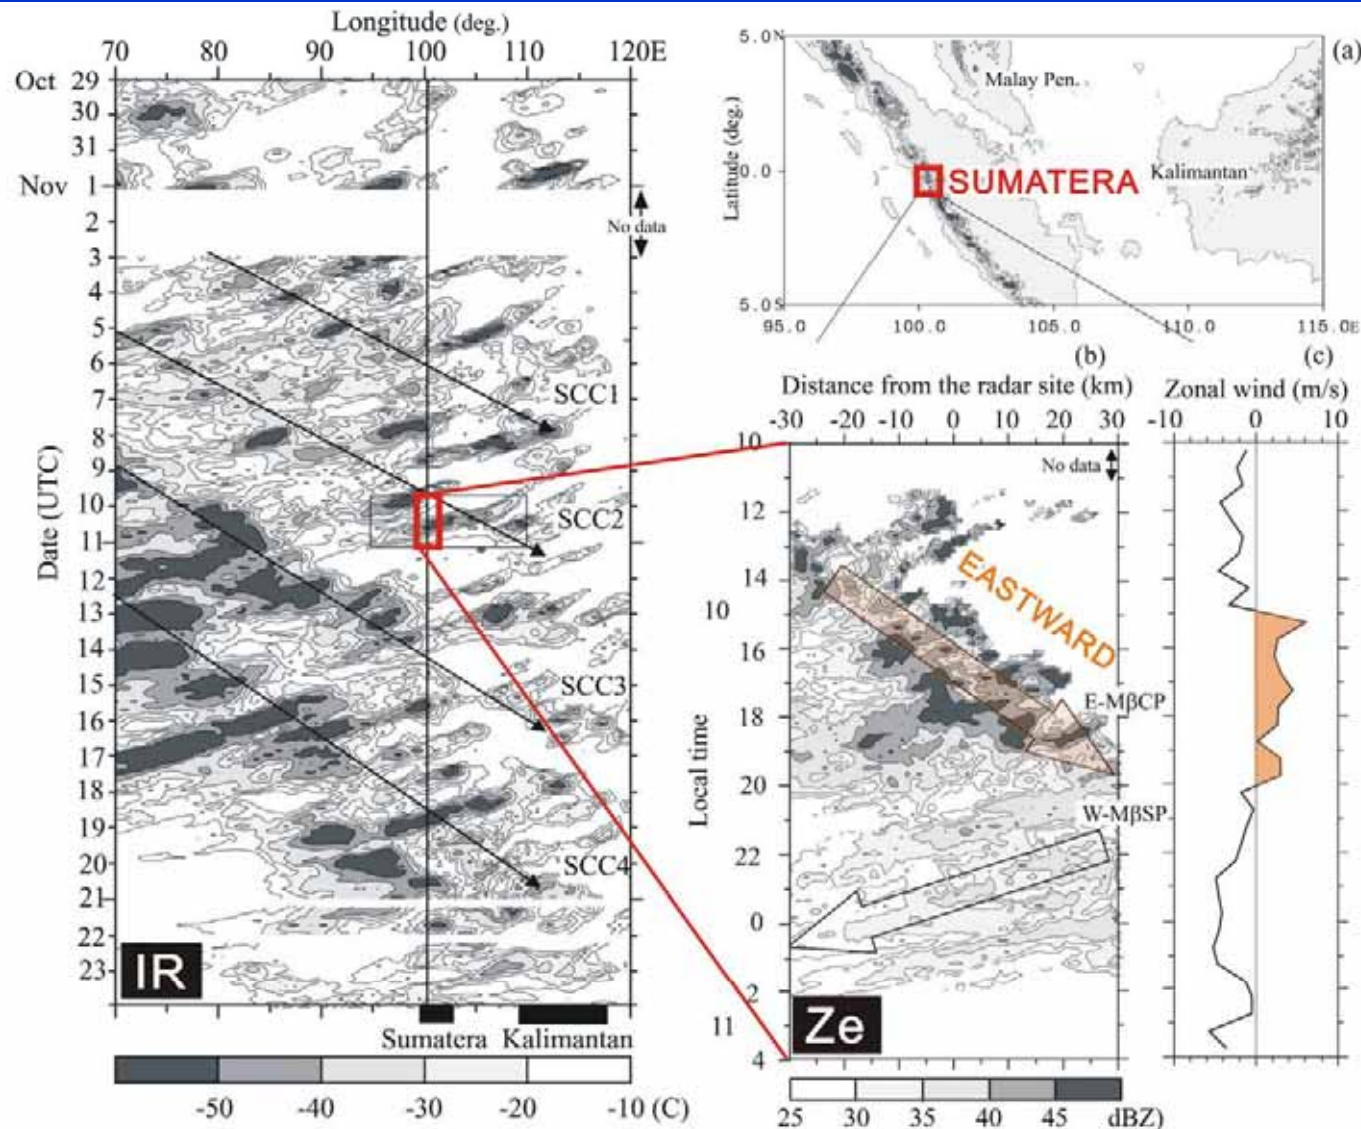 Longitude (deg.)
70 80 90 100 110 120E
Oct 29
30
31
Nov 1
2
3
4
5
6
7
8
9
10
11
12
13
14
15
16
17
18
19
20
21
22
23
Date (UTC)
No data
SCC1
SCC2
SCC3
SCC4
IR
Sumatera Kalimantan
-50 -40 -30 -20 -10 (C)
(a)
5.0N
0.0
5.0S
Latitude (deg.)
Malay Pen.
SUMATERA
Kalimantan
95.0 100.0 105.0 110.0 115.0E
(b)
Distance from the radar site (km)
-30 -20 -10 0 10 20 30
10
12
14
16
18
20
22
0
2
4
10
11
Local time
No data
EASTWARD
E-MβCP
W-MβSP
Ze
25 30 35 40 45 dBZ)
(c)
Zonal wind (m/s)
-10 0 10